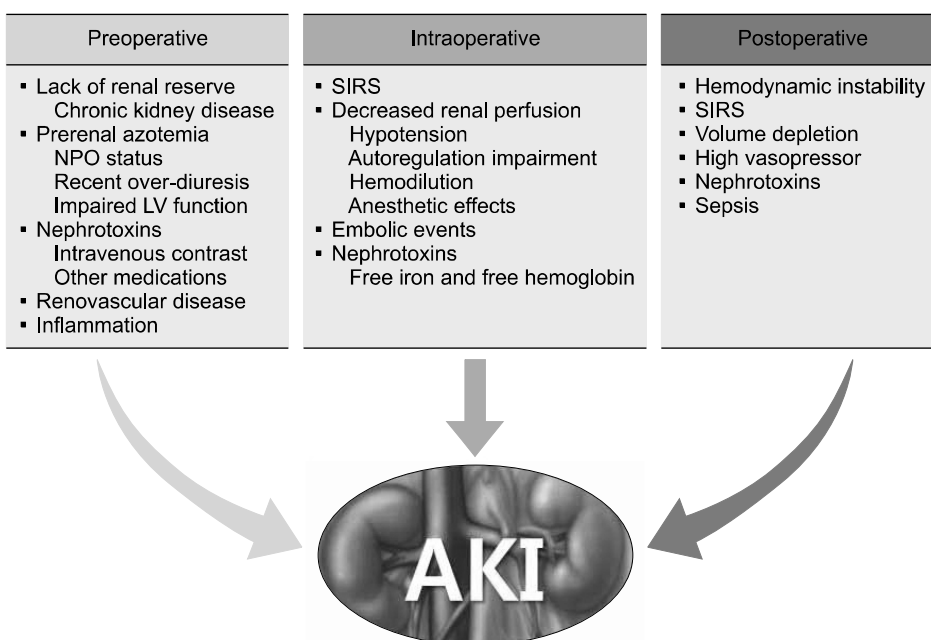 Preoperative
▪ Lack of renal reserve
Chronic kidney disease
▪ Prerenal azotemia
NPO status
Recent over-diuresis
Impaired LV function
▪ Nephrotoxins
Intravenous contrast
Other medications
▪ Renovascular disease
▪ Inflammation
Intraoperative
▪ SIRS
▪ Decreased renal perfusion
Hypotension
Autoregulation impairment
Hemodilution
Anesthetic effects
▪ Embolic events
▪ Nephrotoxins
Free iron and free hemoglobin
Postoperative
▪ Hemodynamic instability
▪ SIRS
▪ Volume depletion
▪ High vasopressor
▪ Nephrotoxins
▪ Sepsis
AKI